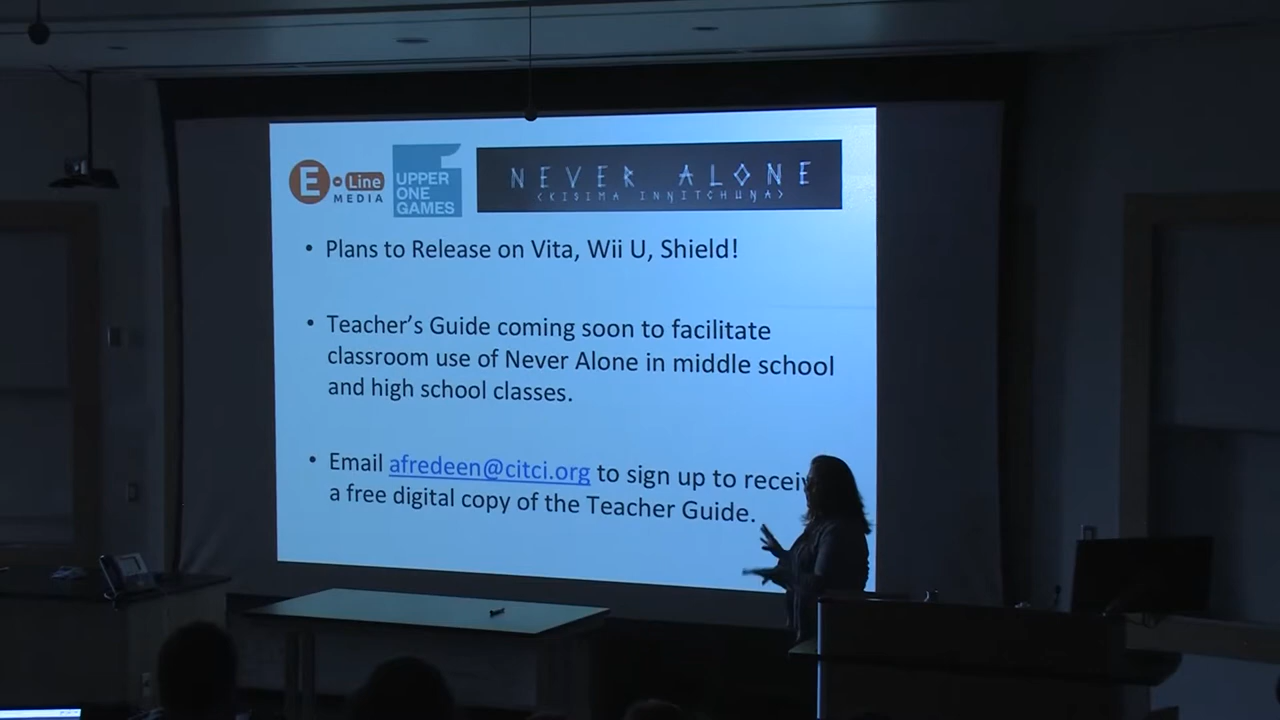 E-Line
MEDIA
UPPER
ONE
GAMES
NEVER ALONE
(KISIMA INNITCHUNA)
• Plans to Release on Vita, Wii U, Shield!
• Teacher's Guide coming soon to facilitate
classroom use of Never Alone in middle school
and high school classes.
• Email afredeen@citci.org to sign up to recei
a free digital copy of the Teacher Guide.